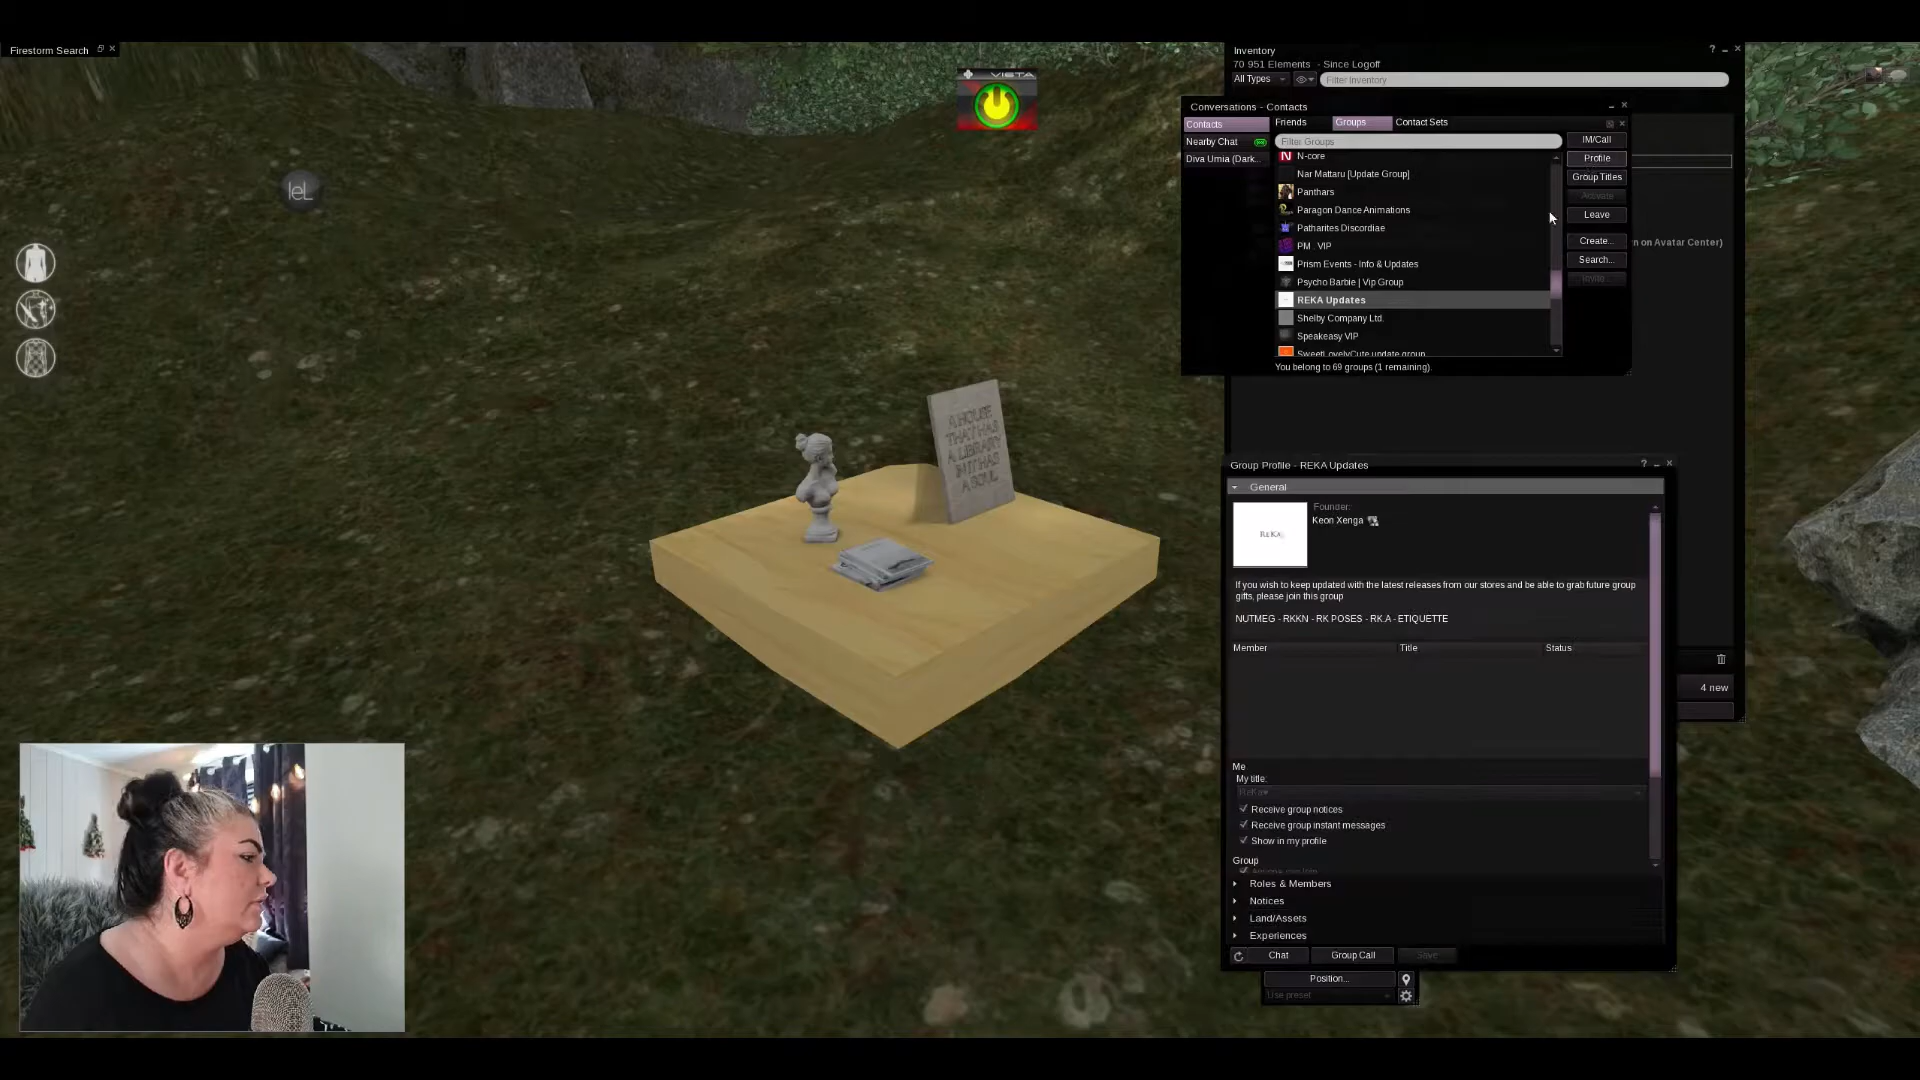 Firestorm Search
VISTA
leL
A HOUSE
THAT HAS
A LIBRARY
IN IT HAS
A SOUL
Inventory
70 951 Elements - Since Logoff
All Types
Filter Inventory
Conversations - Contacts
Contacts
Nearby Chat
Diva Umia (Dark...
Friends
Groups
Contact Sets
Filter Groups
N-core
Nar Mattaru [Update Group]
Panthars
Paragon Dance Animations
Patharites Discordiae
PM . VIP
Prism Events - Info & Updates
Psycho Barbie | Vip Group
REKA Updates
Shelby Company Ltd.
Speakeasy VIP
SweetLovelyCute update group
You belong to 69 groups (1 remaining).
IM/Call
Profile
Group Titles
Activate
Leave
Create...
Search...
Invite...
n on Avatar Center)
Group Profile - REKA Updates
General
REKA
Founder:
Keon Xenga
If you wish to keep updated with the latest releases from our stores and be able to grab future group
gifts, please join this group
NUTMEG - RKKN - RK POSES - RK.A - ETIQUETTE
Member Title Status
Me
My title:
Receive group notices
Receive group instant messages
Show in my profile
Group
Roles & Members
Notices
Land/Assets
Experiences
Chat
Group Call
Save
4 new
Position...
Use preset